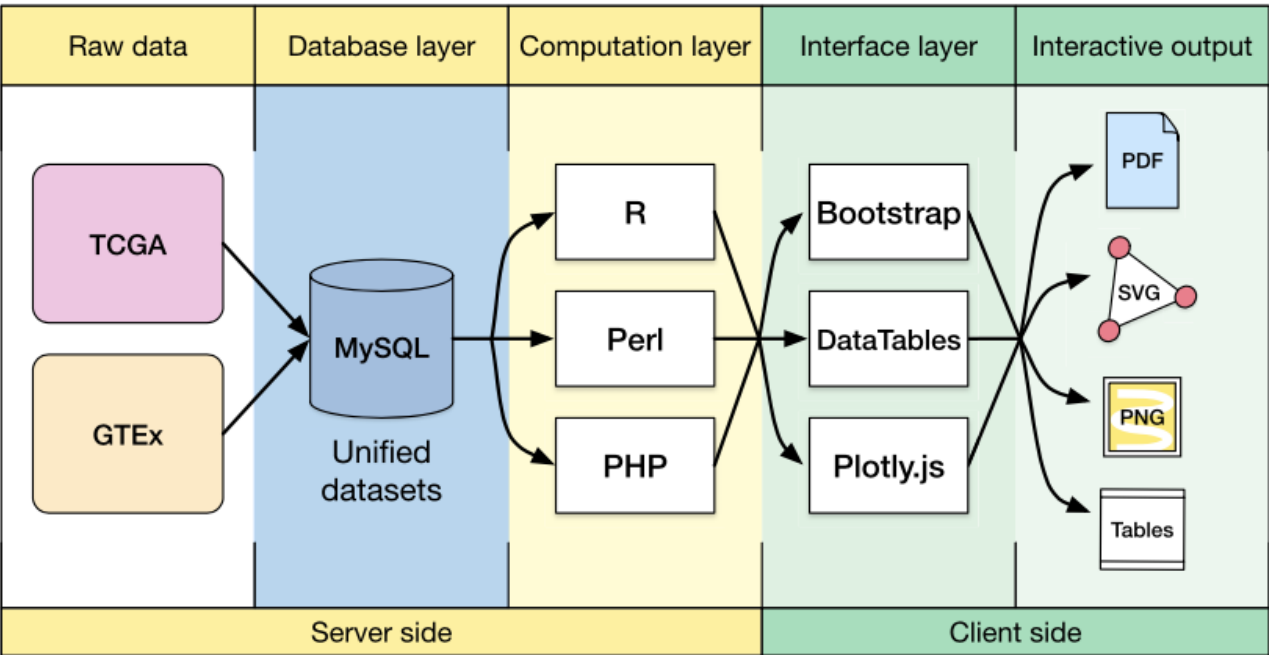 Raw data
Database layer
Computation layer
Interface layer
Interactive output
TCGA
GTEx
MySQL
Unified
datasets
R
Perl
PHP
Bootstrap
DataTables
Plotly.js
PDF
SVG
PNG
Tables
Server side
Client side